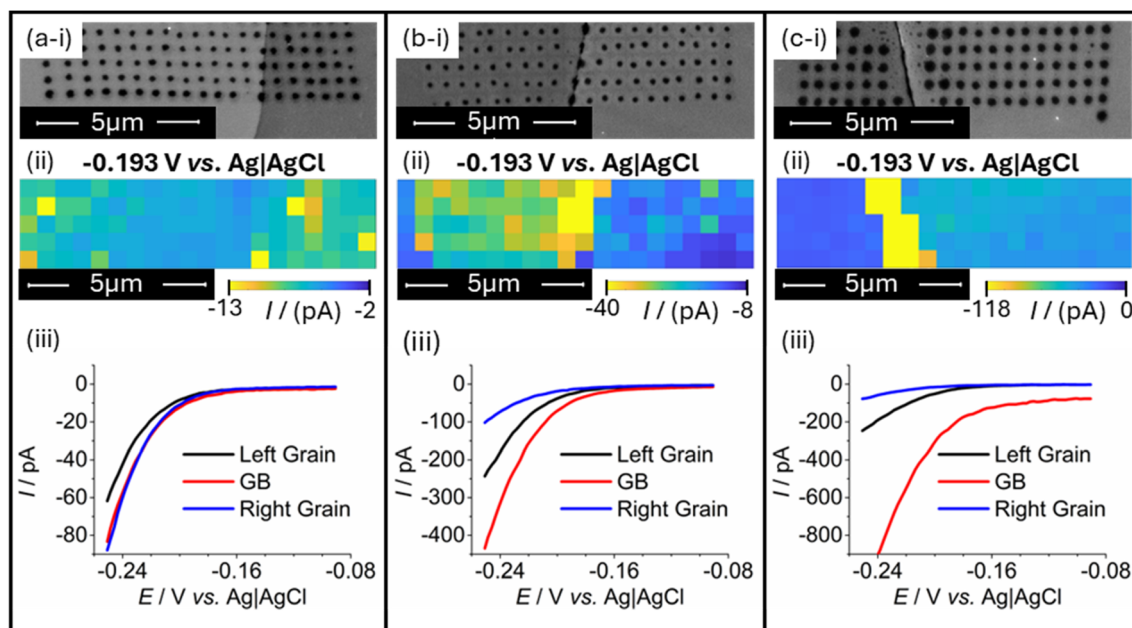 (a-i)
5μm
(ii)
-0.193 V vs. Ag|AgCl
5μm
-13
I / (pA)
-2
(iii)
0
-20
-40
-60
-80
I / pA
Left Grain
GB
Right Grain
-0.24
-0.16
-0.08
E / V vs. Ag|AgCl
(b-i)
5μm
(ii)
-0.193 V vs. Ag|AgCl
5μm
-40
I / (pA)
-8
(iii)
0
-100
-200
-300
-400
I / pA
Left Grain
GB
Right Grain
-0.24
-0.16
-0.08
E / V vs. Ag|AgCl
(c-i)
5μm
(ii)
-0.193 V vs. Ag|AgCl
5μm
-118
I / (pA)
0
(iii)
0
-200
-400
-600
-800
I / pA
Left Grain
GB
Right Grain
-0.24
-0.16
-0.08
E / V vs. Ag|AgCl